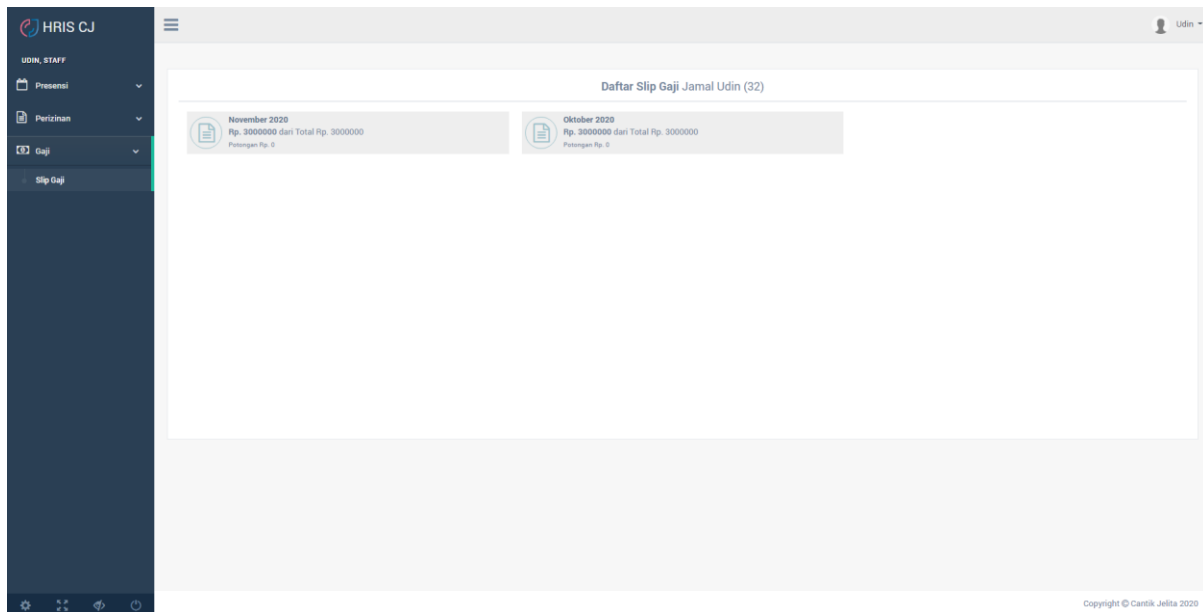 HRIS CJ
Udin
UDIN, STAFF
Presensi
Perizinan
Gaji
Slip Gaji
Daftar Slip Gaji Jamal Udin (32)
November 2020
Rp. 3000000 dari Total Rp. 3000000
Potongan Rp. 0
Oktober 2020
Rp. 3000000 dari Total Rp. 3000000
Potongan Rp. 0
Copyright © Cantik Jelita 2020